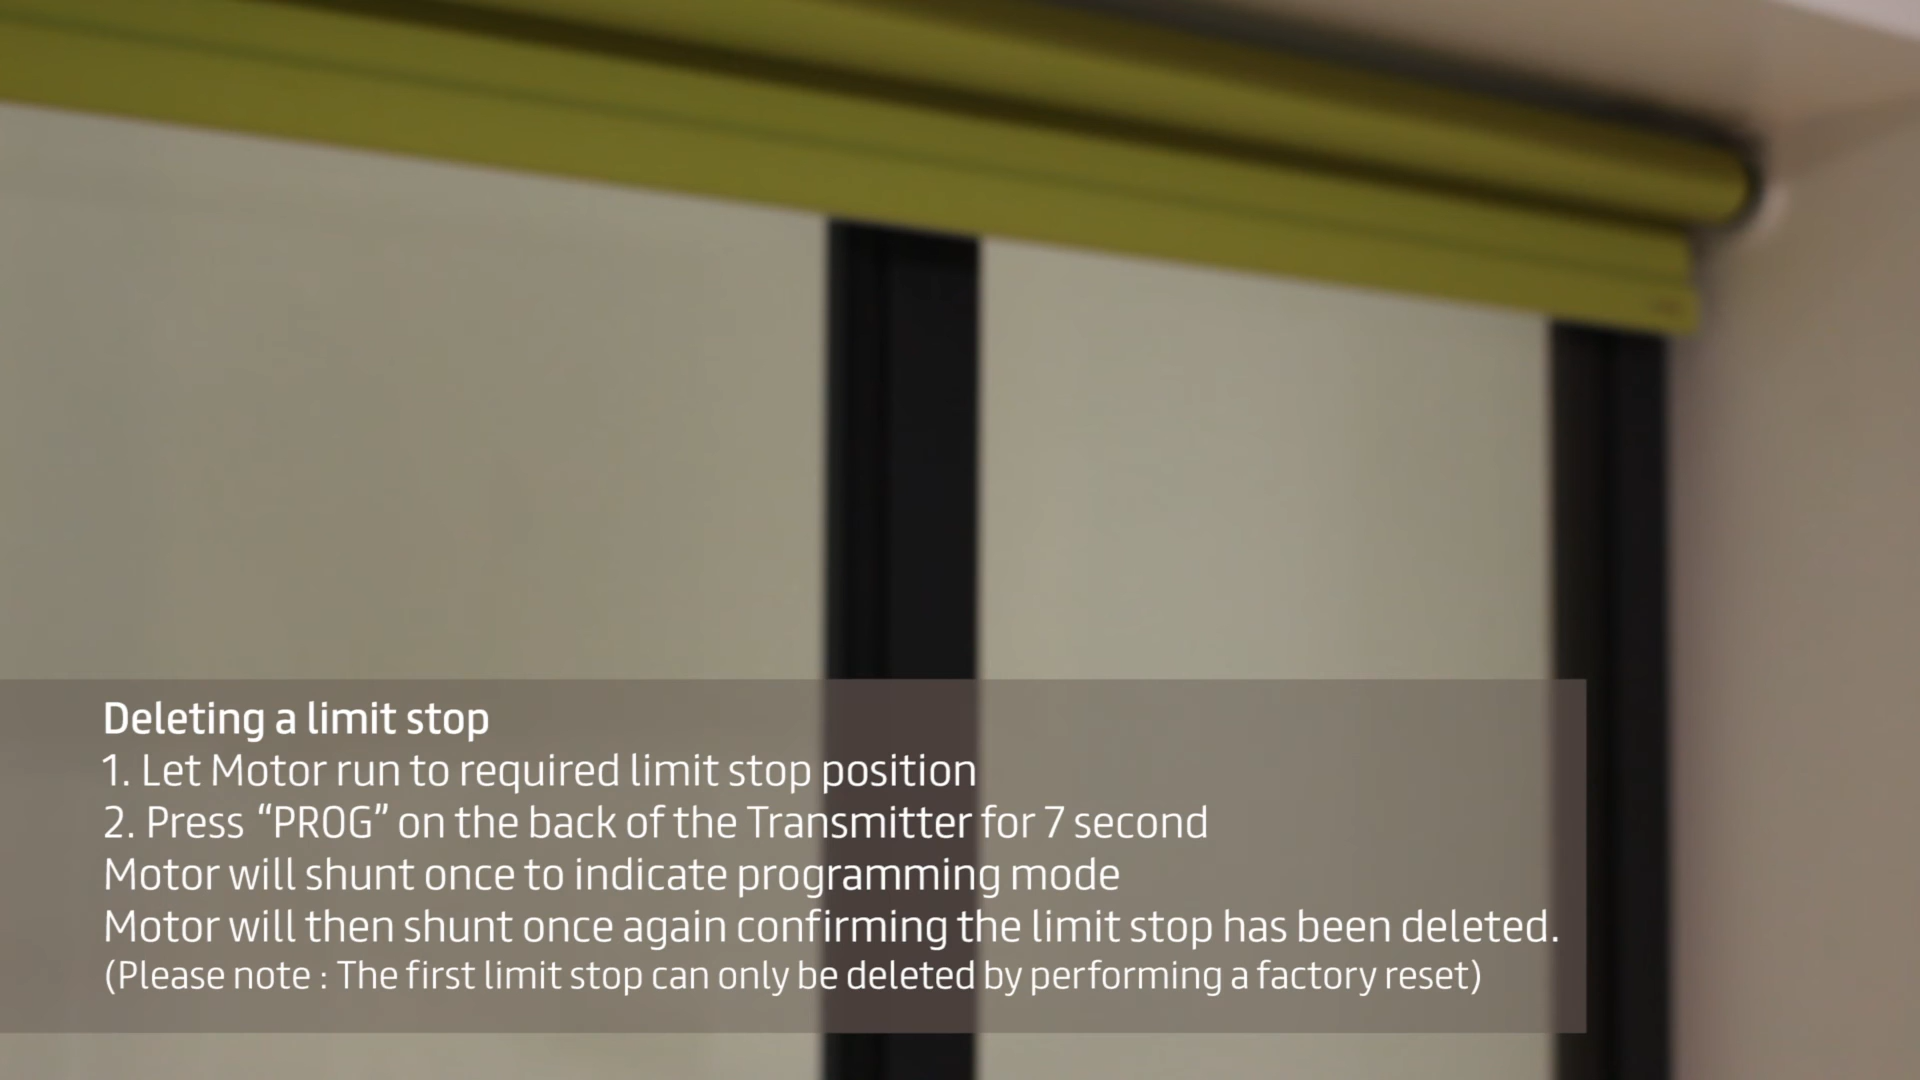 Deleting a limit stop
1. Let Motor run to required limit stop position
2. Press “PROG” on the back of the Transmitter for 7 second
Motor will shunt once to indicate programming mode
Motor will then shunt once again confirming the limit stop has been deleted.
(Please note : The first limit stop can only be deleted by performing a factory reset)